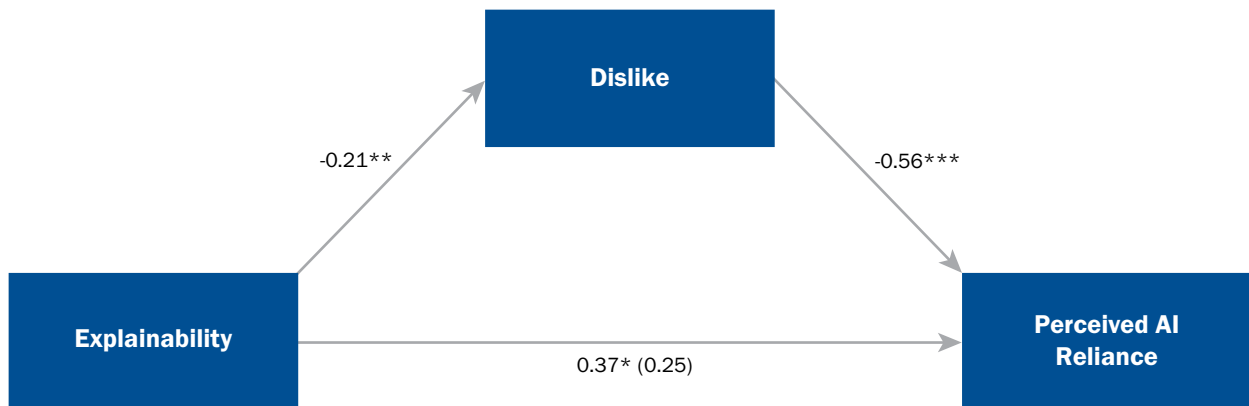 Dislike
-0.21**
-0.56***
Explainability
Perceived AI
Reliance
0.37* (0.25)